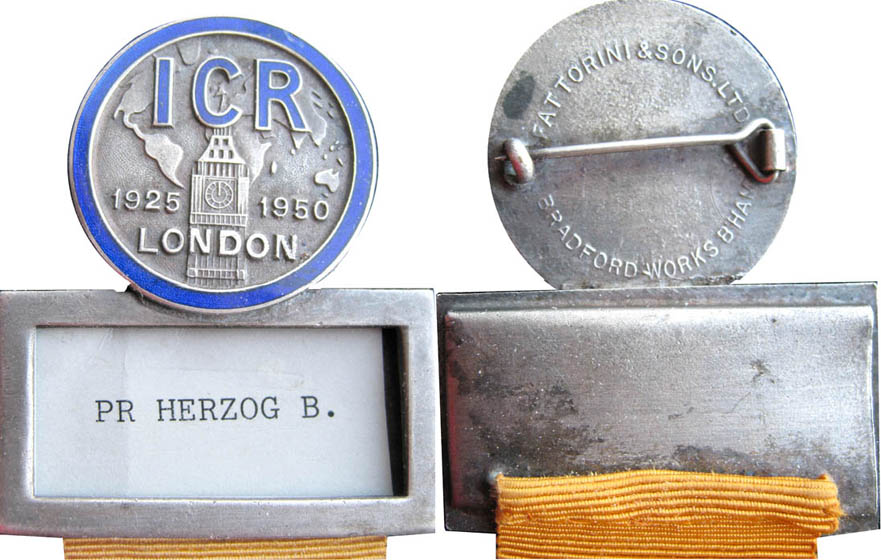 ICR
1925 1950
LONDON
PR HERZOG B.
FATTORINI & SONS. LTD
BRADFORD WORKS B'HAM